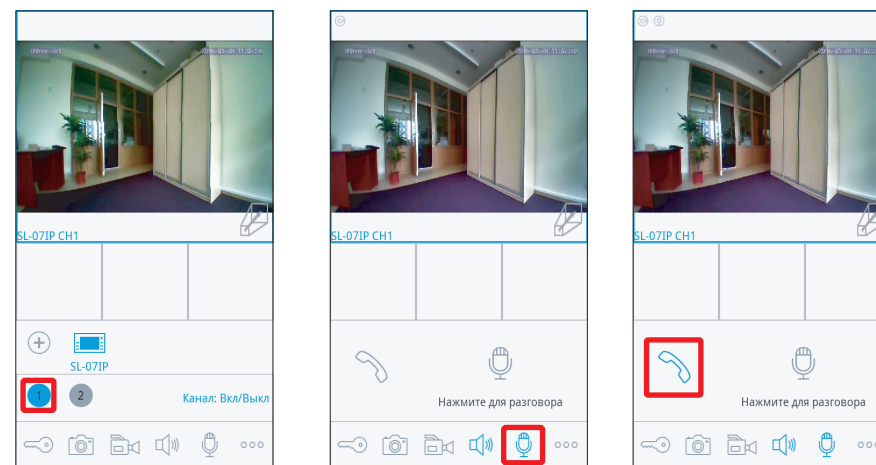 SL-07IP CH1
SL-07IP
1 2 Канал: Вкл/Выкл
SL-07IP CH1
Нажмите для разговора
SL-07IP CH1
Нажмите для разговора